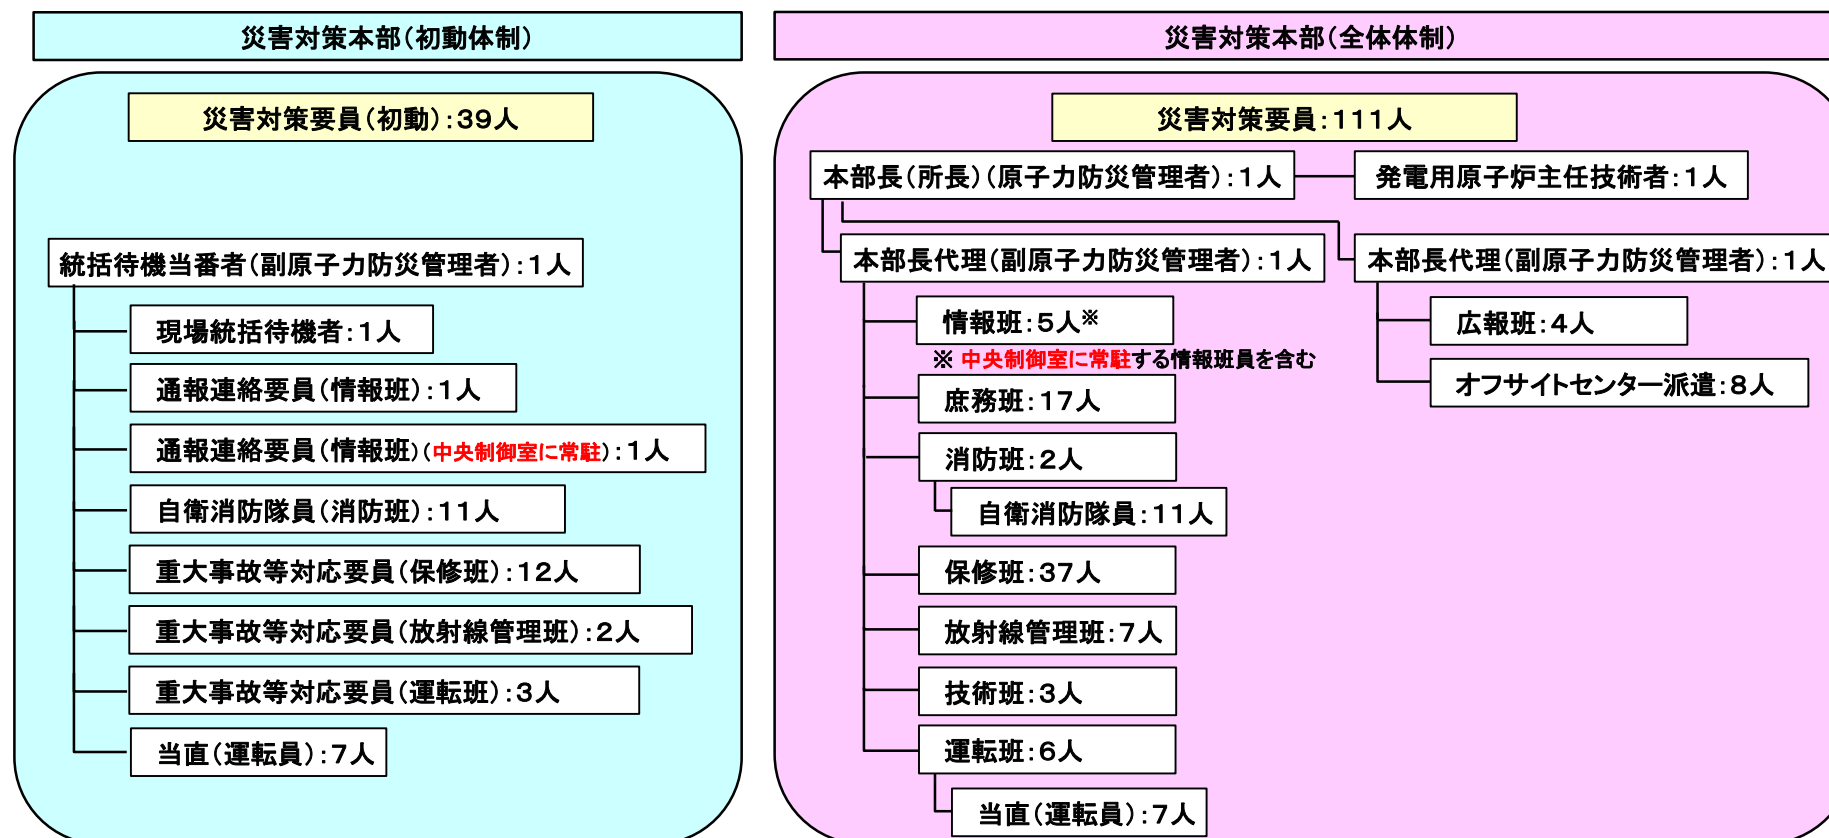 災害対策本部(初動体制)
災害対策要員(初動):39人
統括待機当番者(副原子力防災管理者):1人
現場統括待機者:1人
通報連絡要員(情報班):1人
通報連絡要員(情報班)(中央制御室に常駐):1人
自衛消防隊員(消防班):11人
重大事故等対応要員(保修班):12人
重大事故等対応要員(放射線管理班):2人
重大事故等対応要員(運転班):3人
当直(運転員):7人
災害対策本部(全体体制)
災害対策要員:111人
本部長(所長)(原子力防災管理者):1人
発電用原子炉主任技術者:1人
本部長代理(副原子力防災管理者):1人
情報班:5人※
※ 中央制御室に常駐する情報班員を含む
庶務班:17人
消防班:2人
自衛消防隊員:11人
保修班:37人
放射線管理班:7人
技術班:3人
運転班:6人
当直(運転員):7人
本部長代理(副原子力防災管理者):1人
広報班:4人
オフサイトセンター派遣:8人